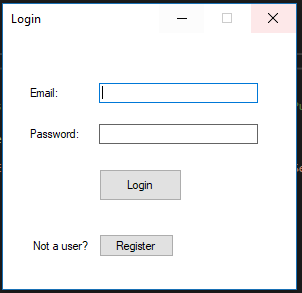 Login
Email:
Password:
Login
Not a user? Register